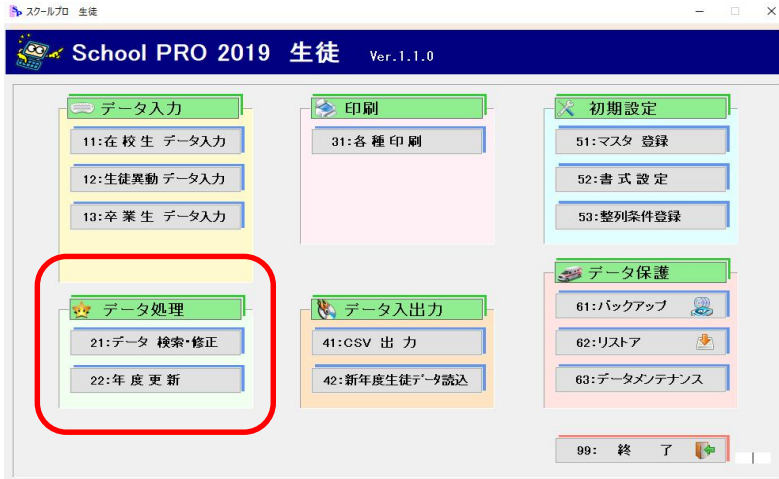 スクールプロ 生徒
School PRO 2019 生徒 Ver.1.1.0
データ入力
11:在校生 データ入力
12:生徒異動 データ入力
13:卒業生 データ入力
印刷
31:各種印刷
初期設定
51:マスタ 登録
52:書式設定
53:整列条件登録
データ処理
21:データ 検索・修正
22:年度更新
データ入出力
41:CSV 出力
42:新年度生徒データ読込
データ保護
61:バックアップ
62:リストア
63:データメンテナンス
99: 終 了